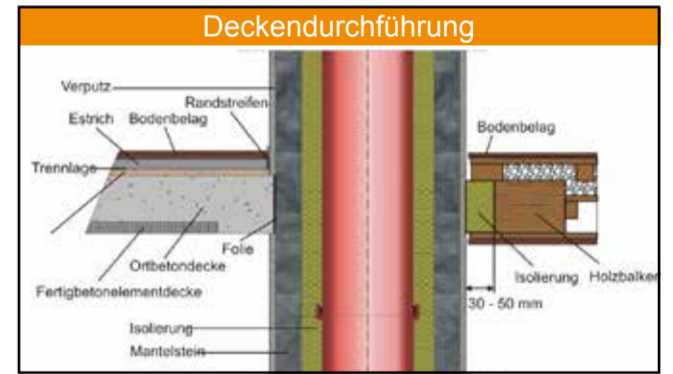 Deckendurchführung
Verputz
Randstreifen
Estrich
Bodenbelag
Bodenbelag
Trennlage
Folie
Ortbetondecke
Isolierung
Holzbalken
Fertigbetonelementdecke
30 - 50 mm
Isolierung
Mantelstein